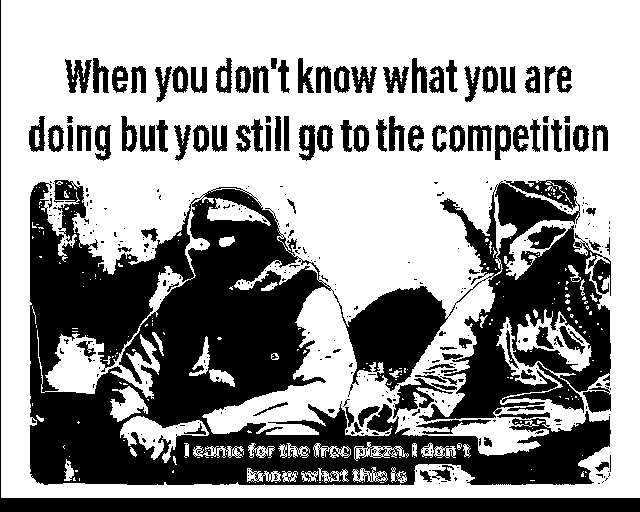 When you don't know what you are
doing but you still go to the competition
I came for the free pizza. I don't
know what this is